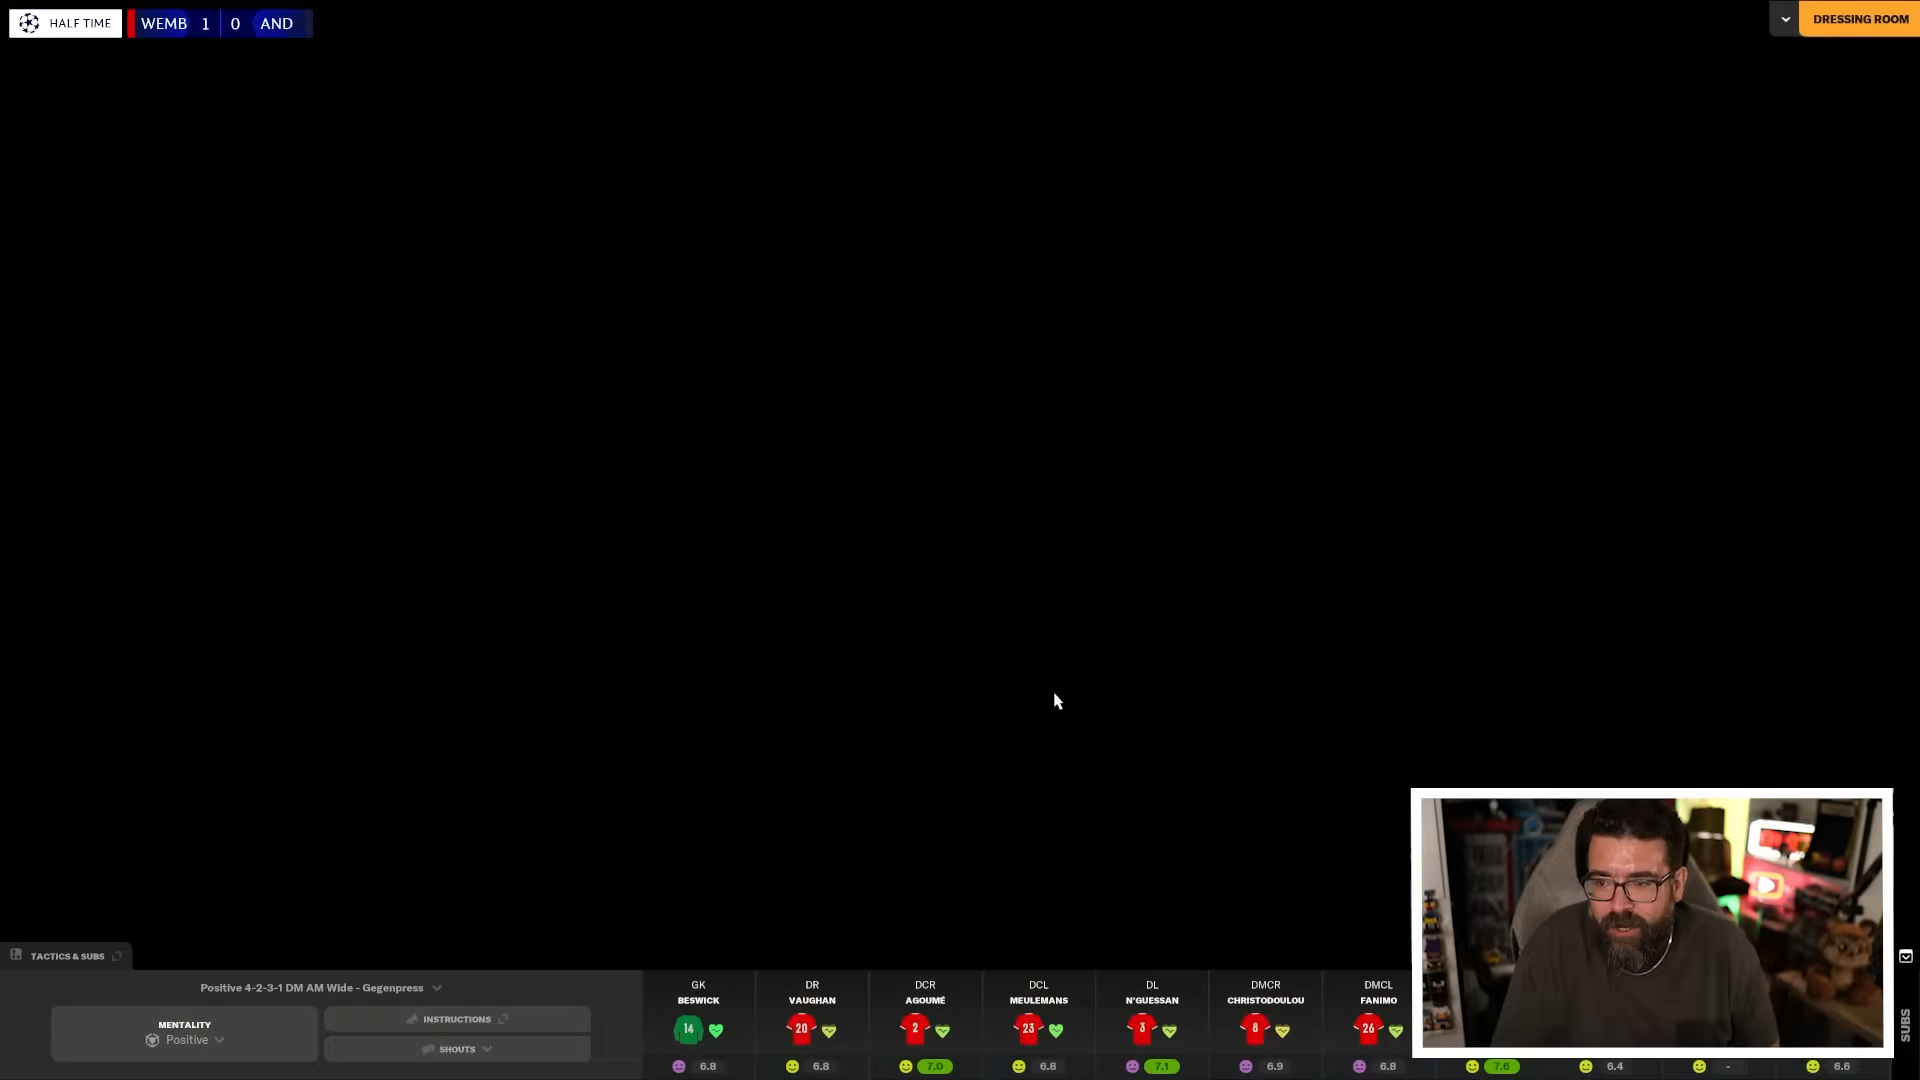 HALF TIME WEMB 1 0 AND
DRESSING ROOM
TACTICS & SUBS
Positive 4-2-3-1 DM AM Wide - Gegenpress
MENTALITY
Positive
INSTRUCTIONS
SHOUTS
GK DR DCR DCL DL DMCR DMCL
BESWICK VAUGHAN AGOUMÉ MEULEMANS N'GUESSAN CHRISTODOULOU FANIMO
14 20 2 23 3 8 26
6.8 6.8 7.0 6.8 7.1 6.9 6.8 7.6 6.4 - 6.6
SUBS